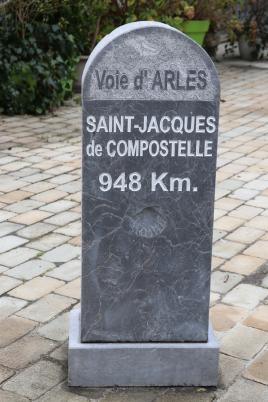 Voie d'ARLES
SAINT-JACQUES
de COMPOSTELLE
948 Km.